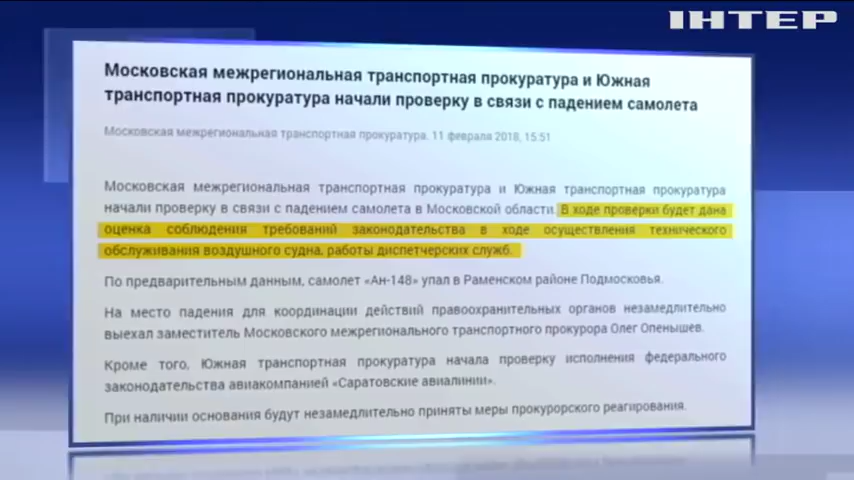 ІНТЕР
Московская межрегиональная транспортная прокуратура и Южная
транспортная прокуратура начали проверку в связи с падением самолета
Московская межрегиональная транспортная прокуратура. 11 февраля 2018, 15:51
Московская межрегиональная транспортная прокуратура и Южная транспортная прокуратура
начали проверку в связи с падением самолета в Московской области. В ходе проверки будет дана
оценка соблюдения требований законодательства в ходе осуществления технического
обслуживания воздушного судна, работы диспетчерских служб.
По предварительным данным, самолет «Ан-148» упал в Раменском районе Подмосковья.
На место падения для координации действий правоохранительных органов незамедлительно
выехал заместитель Московского межрегионального транспортного прокурора Олег Опенышев.
Кроме того, Южная транспортная прокуратура начала проверку исполнения федерального
законодательства авиакомпанией «Саратовские авиалинии».
При наличии основания будут незамедлительно приняты меры прокурорского реагирования.